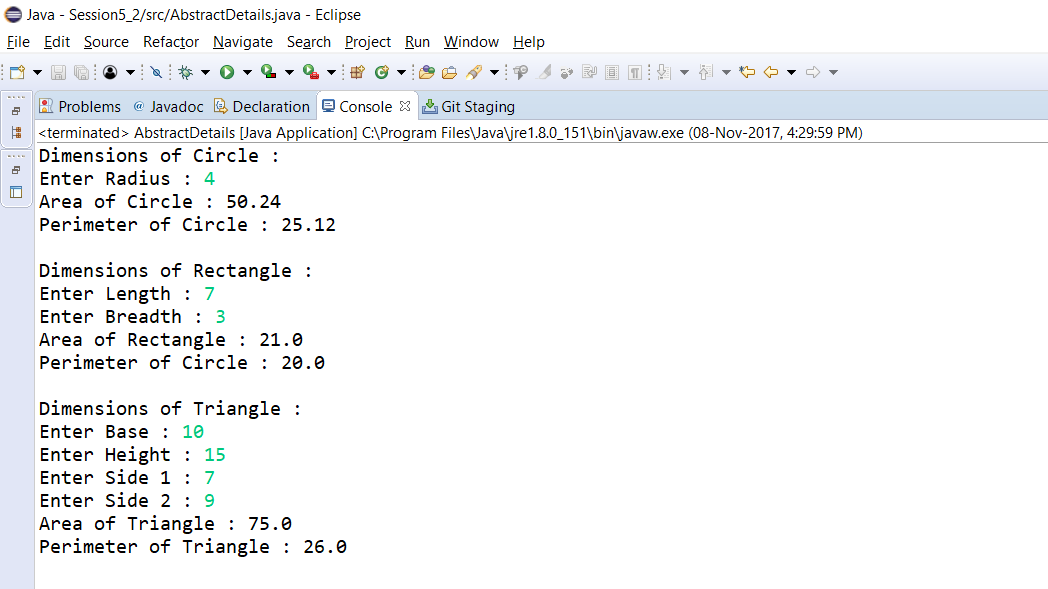 Java - Session5_2/src/AbstractDetails.java - Eclipse
File Edit Source Refactor Navigate Search Project Run Window Help
Problems @ Javadoc Declaration Console Git Staging
<terminated> AbstractDetails [Java Application] C:\Program Files\Java\jre1.8.0_151\bin\javaw.exe (08-Nov-2017, 4:29:59 PM)
Dimensions of Circle :
Enter Radius : 4
Area of Circle : 50.24
Perimeter of Circle : 25.12
Dimensions of Rectangle :
Enter Length : 7
Enter Breadth : 3
Area of Rectangle : 21.0
Perimeter of Circle : 20.0
Dimensions of Triangle :
Enter Base : 10
Enter Height : 15
Enter Side 1 : 7
Enter Side 2 : 9
Area of Triangle : 75.0
Perimeter of Triangle : 26.0